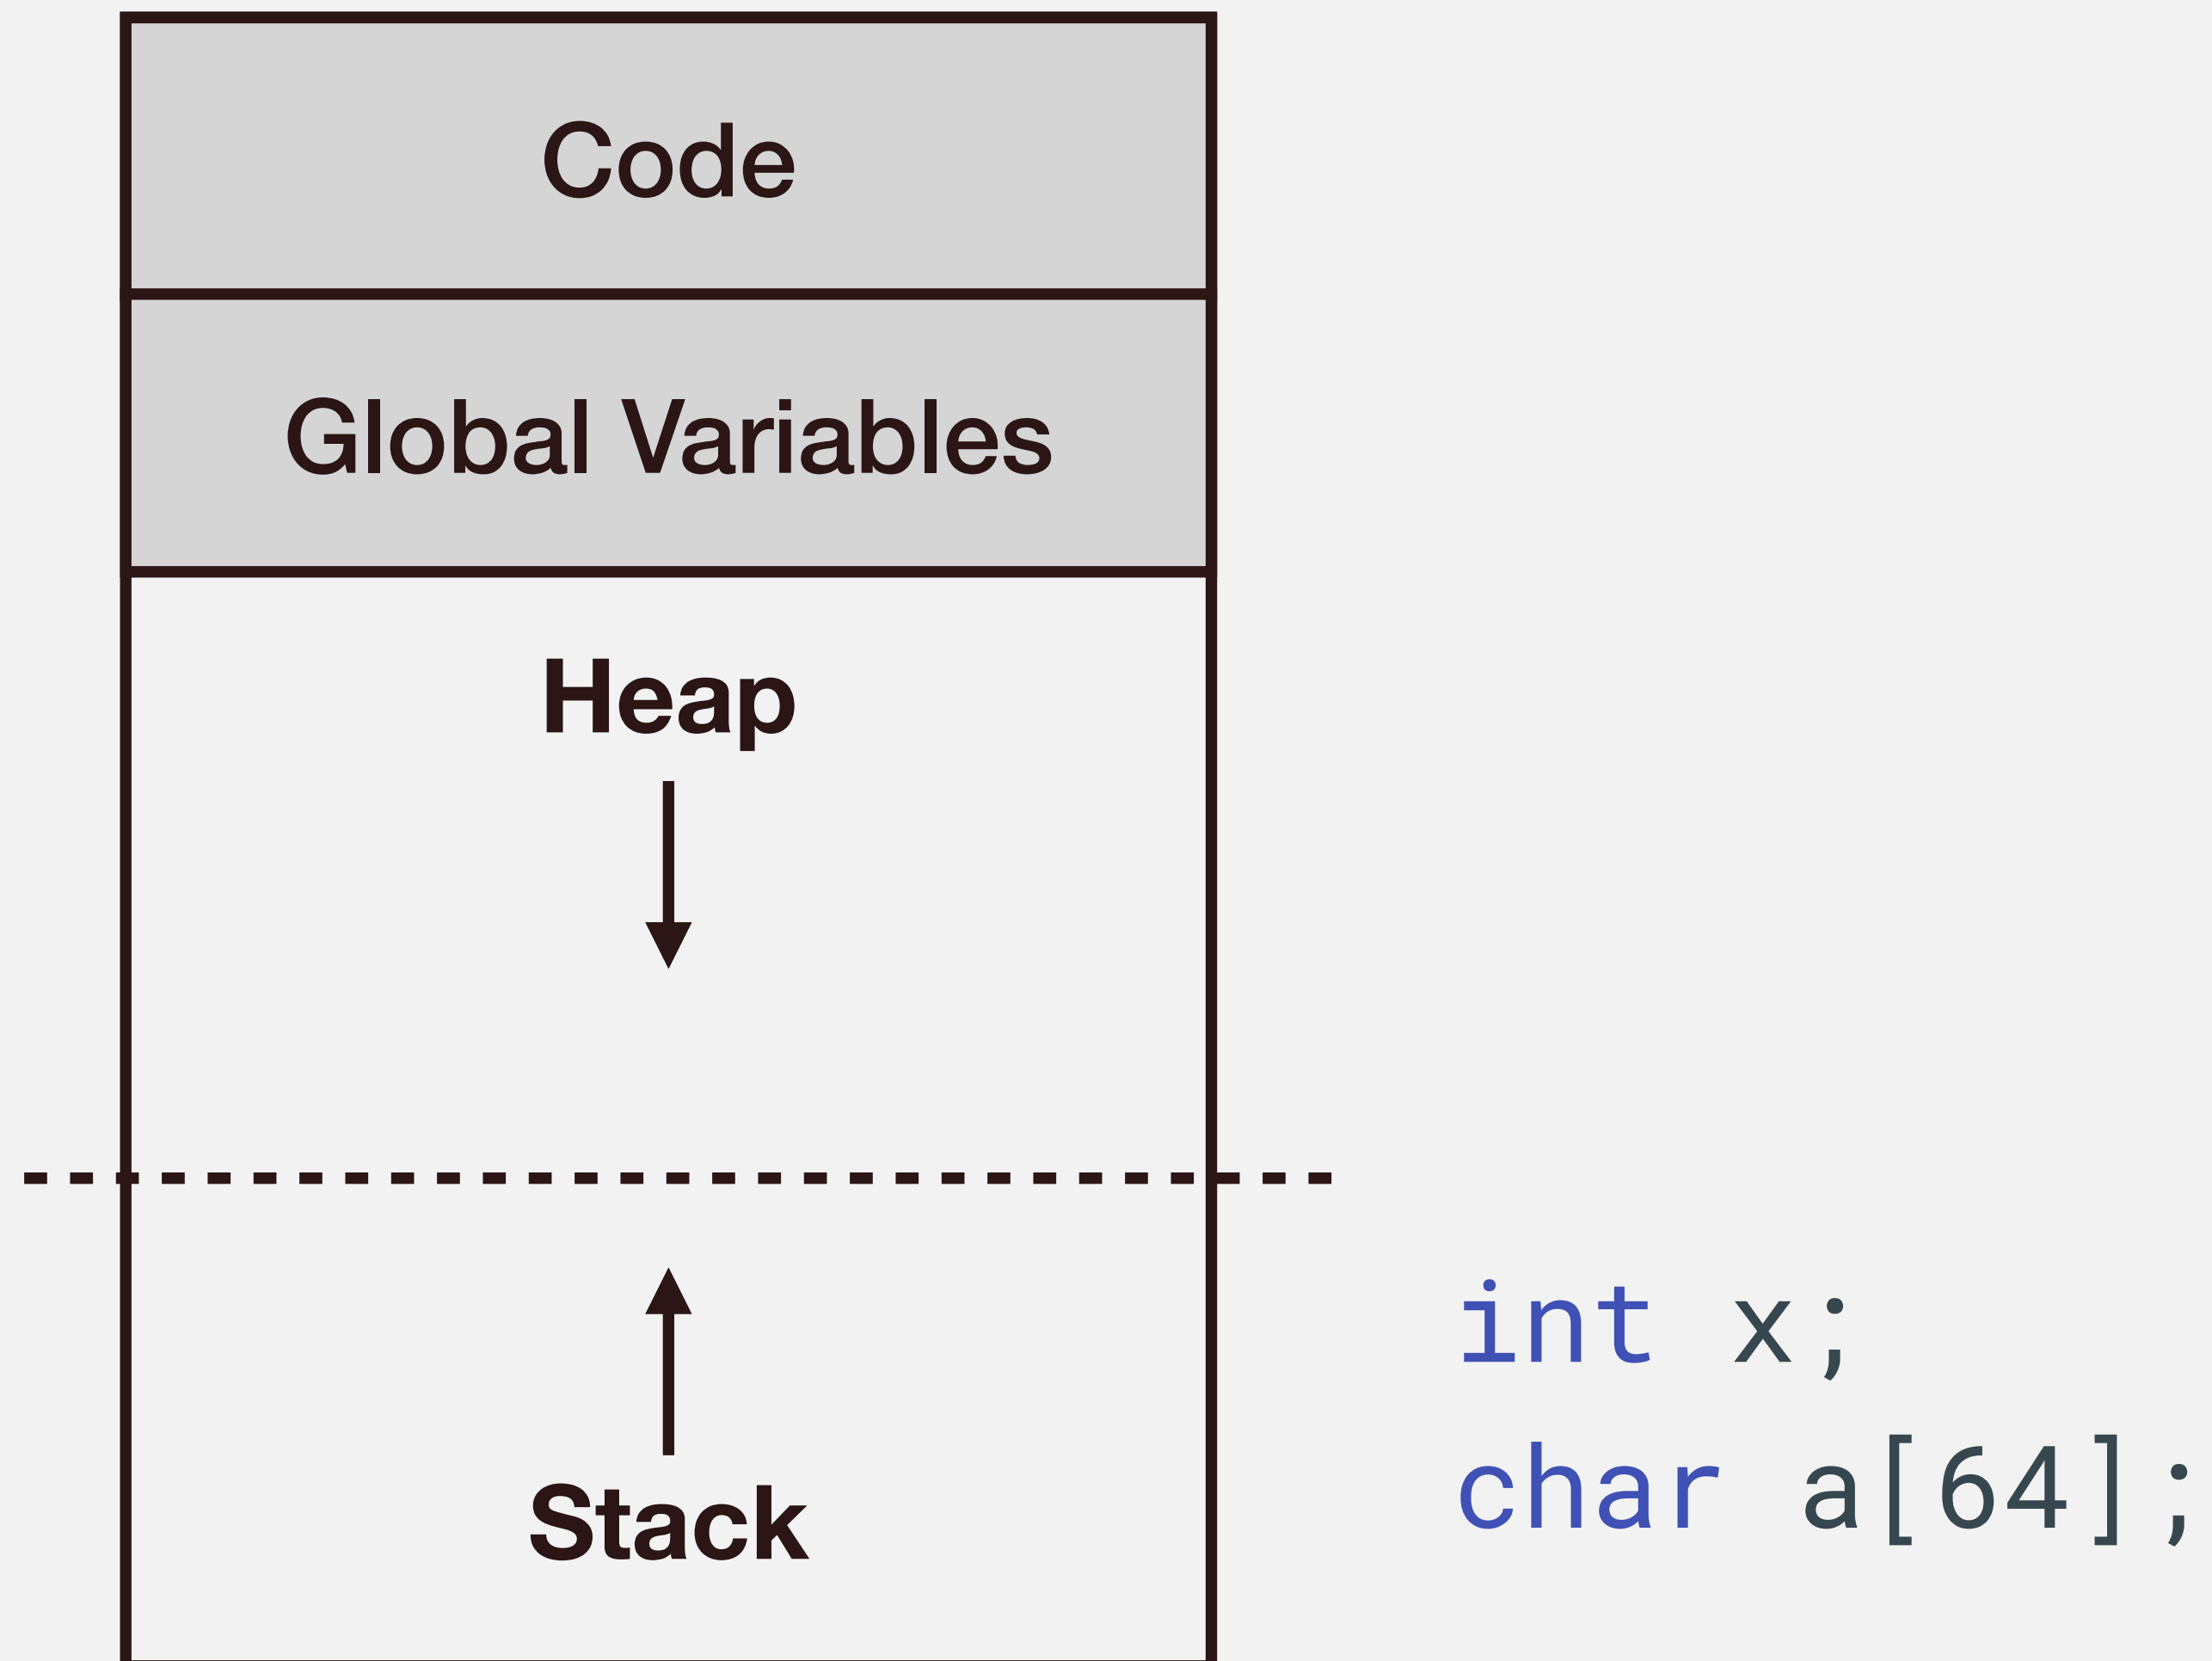 Code
Global Variables
Heap
Stack
int x;
char a[64];